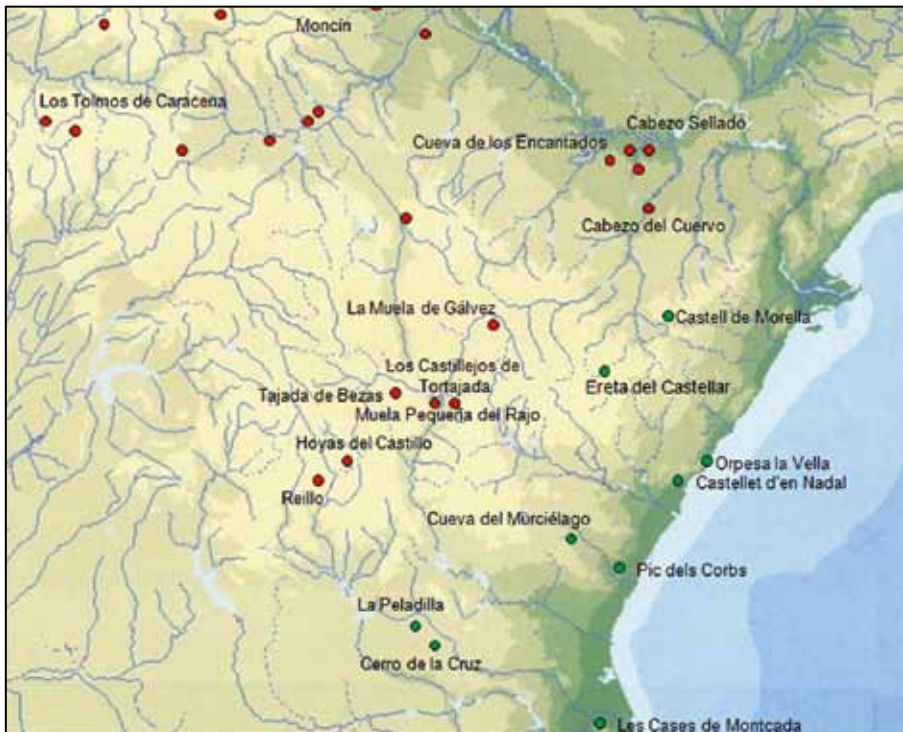 Moncín
Los Tolmos de Caracena
Cabezo Sellado
Cueva de los Encantados
Cabezo del Cuervo
La Muela de Gálvez
Castell de Morella
Los Castillejos de
Tortajada
Tajada de Bezas
Ereta del Castellar
Muela Pequeña del Rajo
Hoyas del Castillo
Orpesa la Vella
Reillo
Castellet d'en Nadal
Cueva del Murciélago
Pic dels Corbs
La Peladilla
Cerro de la Cruz
Les Cases de Montcada